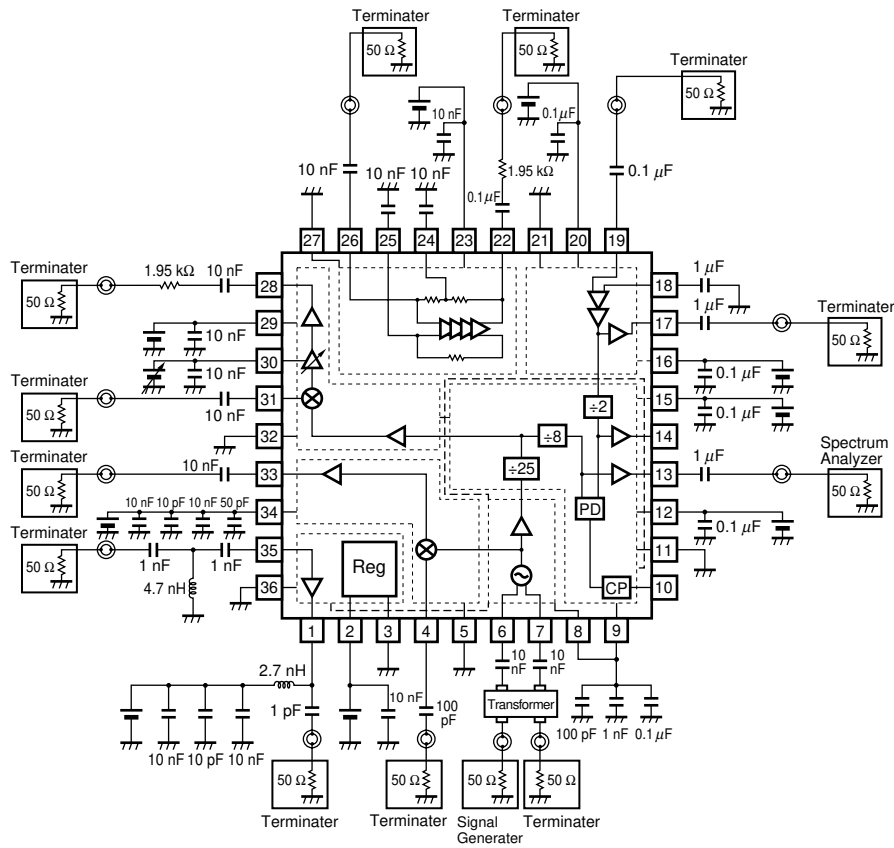 Terminater
50 Ω
Terminater
50 Ω
Terminater
50 Ω
10 nF
0.1 μF
10 nF
10 nF
10 nF
1.95 kΩ
0.1 μF
0.1 μF
27
26
25
24
23
22
21
20
19
Terminater
50 Ω
1.95 kΩ
10 nF
28
29
10 nF
30
10 nF
Terminater
50 Ω
10 nF
31
32
Terminater
50 Ω
10 nF
33
10 nF
10 pF
10 nF
50 pF
34
Terminater
50 Ω
1 nF
1 nF
35
4.7 nH
36
18
1 μF
17
1 μF
Terminater
50 Ω
16
0.1 μF
15
0.1 μF
14
13
1 μF
Spectrum
Analyzer
50 Ω
12
0.1 μF
11
10
÷2
÷8
÷25
PD
CP
Reg
1
2
3
4
5
6
7
8
9
2.7 nH
10 nF
10 pF
10 nF
1 pF
10 nF
100
pF
10
nF
10
nF
Transformer
100 pF
1 nF
0.1 μF
50 Ω
Terminater
50 Ω
Terminater
50 Ω
Signal
Generater
50 Ω
Terminater